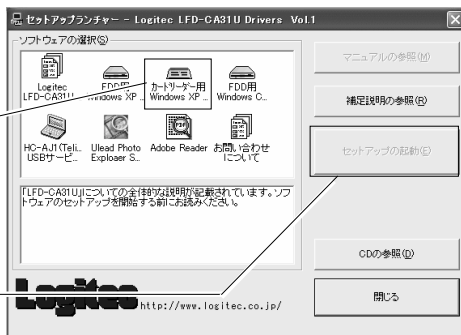 セットアップランチャー - Logitec LFD-CA31U Drivers Vol.1
ソフトウェアの選択(S)
Logitec
LFD-CA31U...
FDD用
Windows XP ...
カートリーダー用
Windows XP ...
FDD用
Windows C...
HC-AJ1(Teli...
USBサービ...
Ulead Photo
Exploaer S...
Adobe Reader
お問い合わせ
について
「LFD-CA31U」についての全体的な説明が記載されています。ソフ
トウェアのセットアップを開始する前にお読みください。
マニュアルの参照(M)
補足説明の参照(R)
セットアップの起動(E)
CDの参照(D)
閉じる
Logitec
http://www.logitec.co.jp/